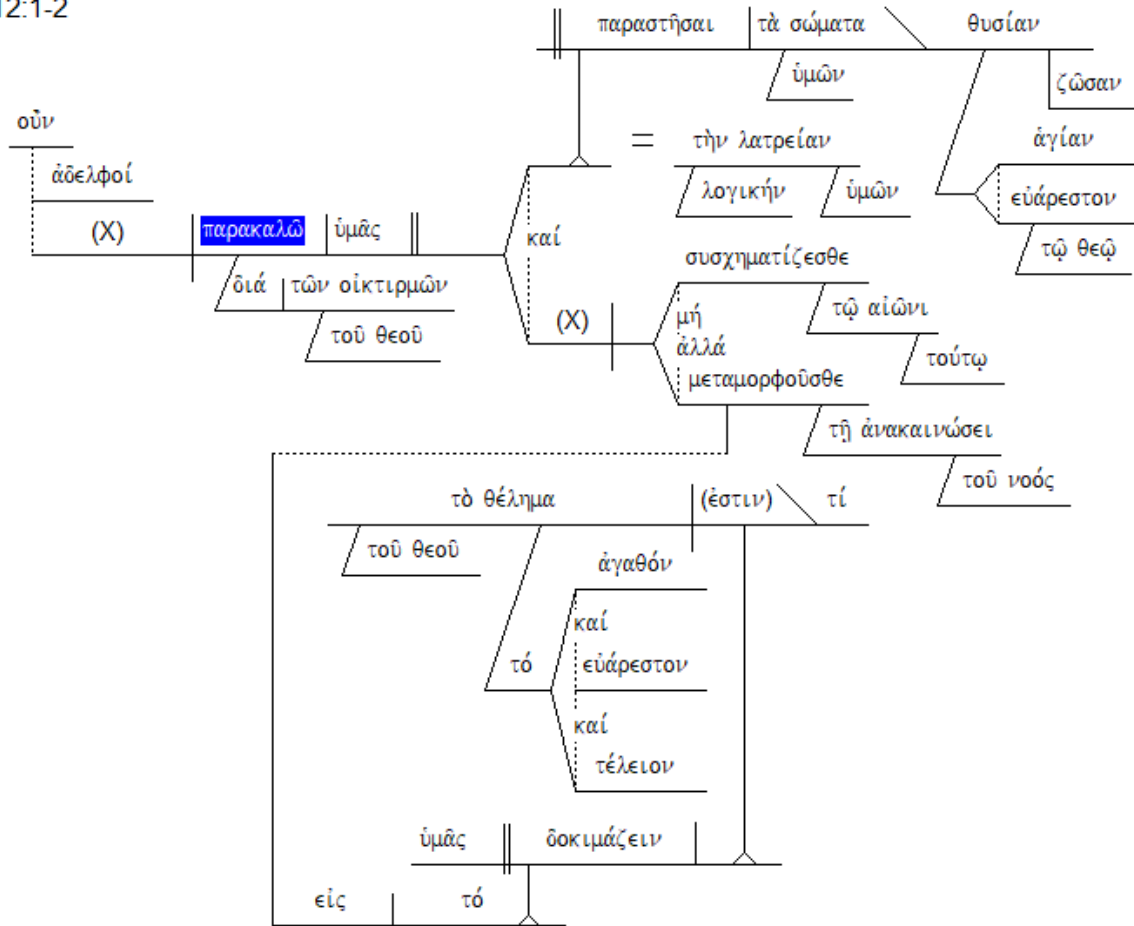 12:1-2
παραστῆσαι τὰ σώματα θυσίαν
ὑμῶν ζῶσαν
οὖν
= τὴν λατρείαν ἁγίαν
ἀδελφοί
λογικήν ὑμῶν εὐάρεστον
(X) παρακαλῶ ὑμᾶς καί
τῷ θεῷ
συσχηματίζεσθε
διά τῶν οἰκτιρμῶν
(X) μή τῷ αἰῶνι
τοῦ θεοῦ
ἀλλά τούτῳ
μεταμορφοῦσθε
τῇ ἀνακαινώσει
τοῦ νοός
τὸ θέλημα (ἐστιν) τί
τοῦ θεοῦ
ἀγαθόν
καί
τό εὐάρεστον
καί
τέλειον
ὑμᾶς δοκιμάζειν
εἰς τό